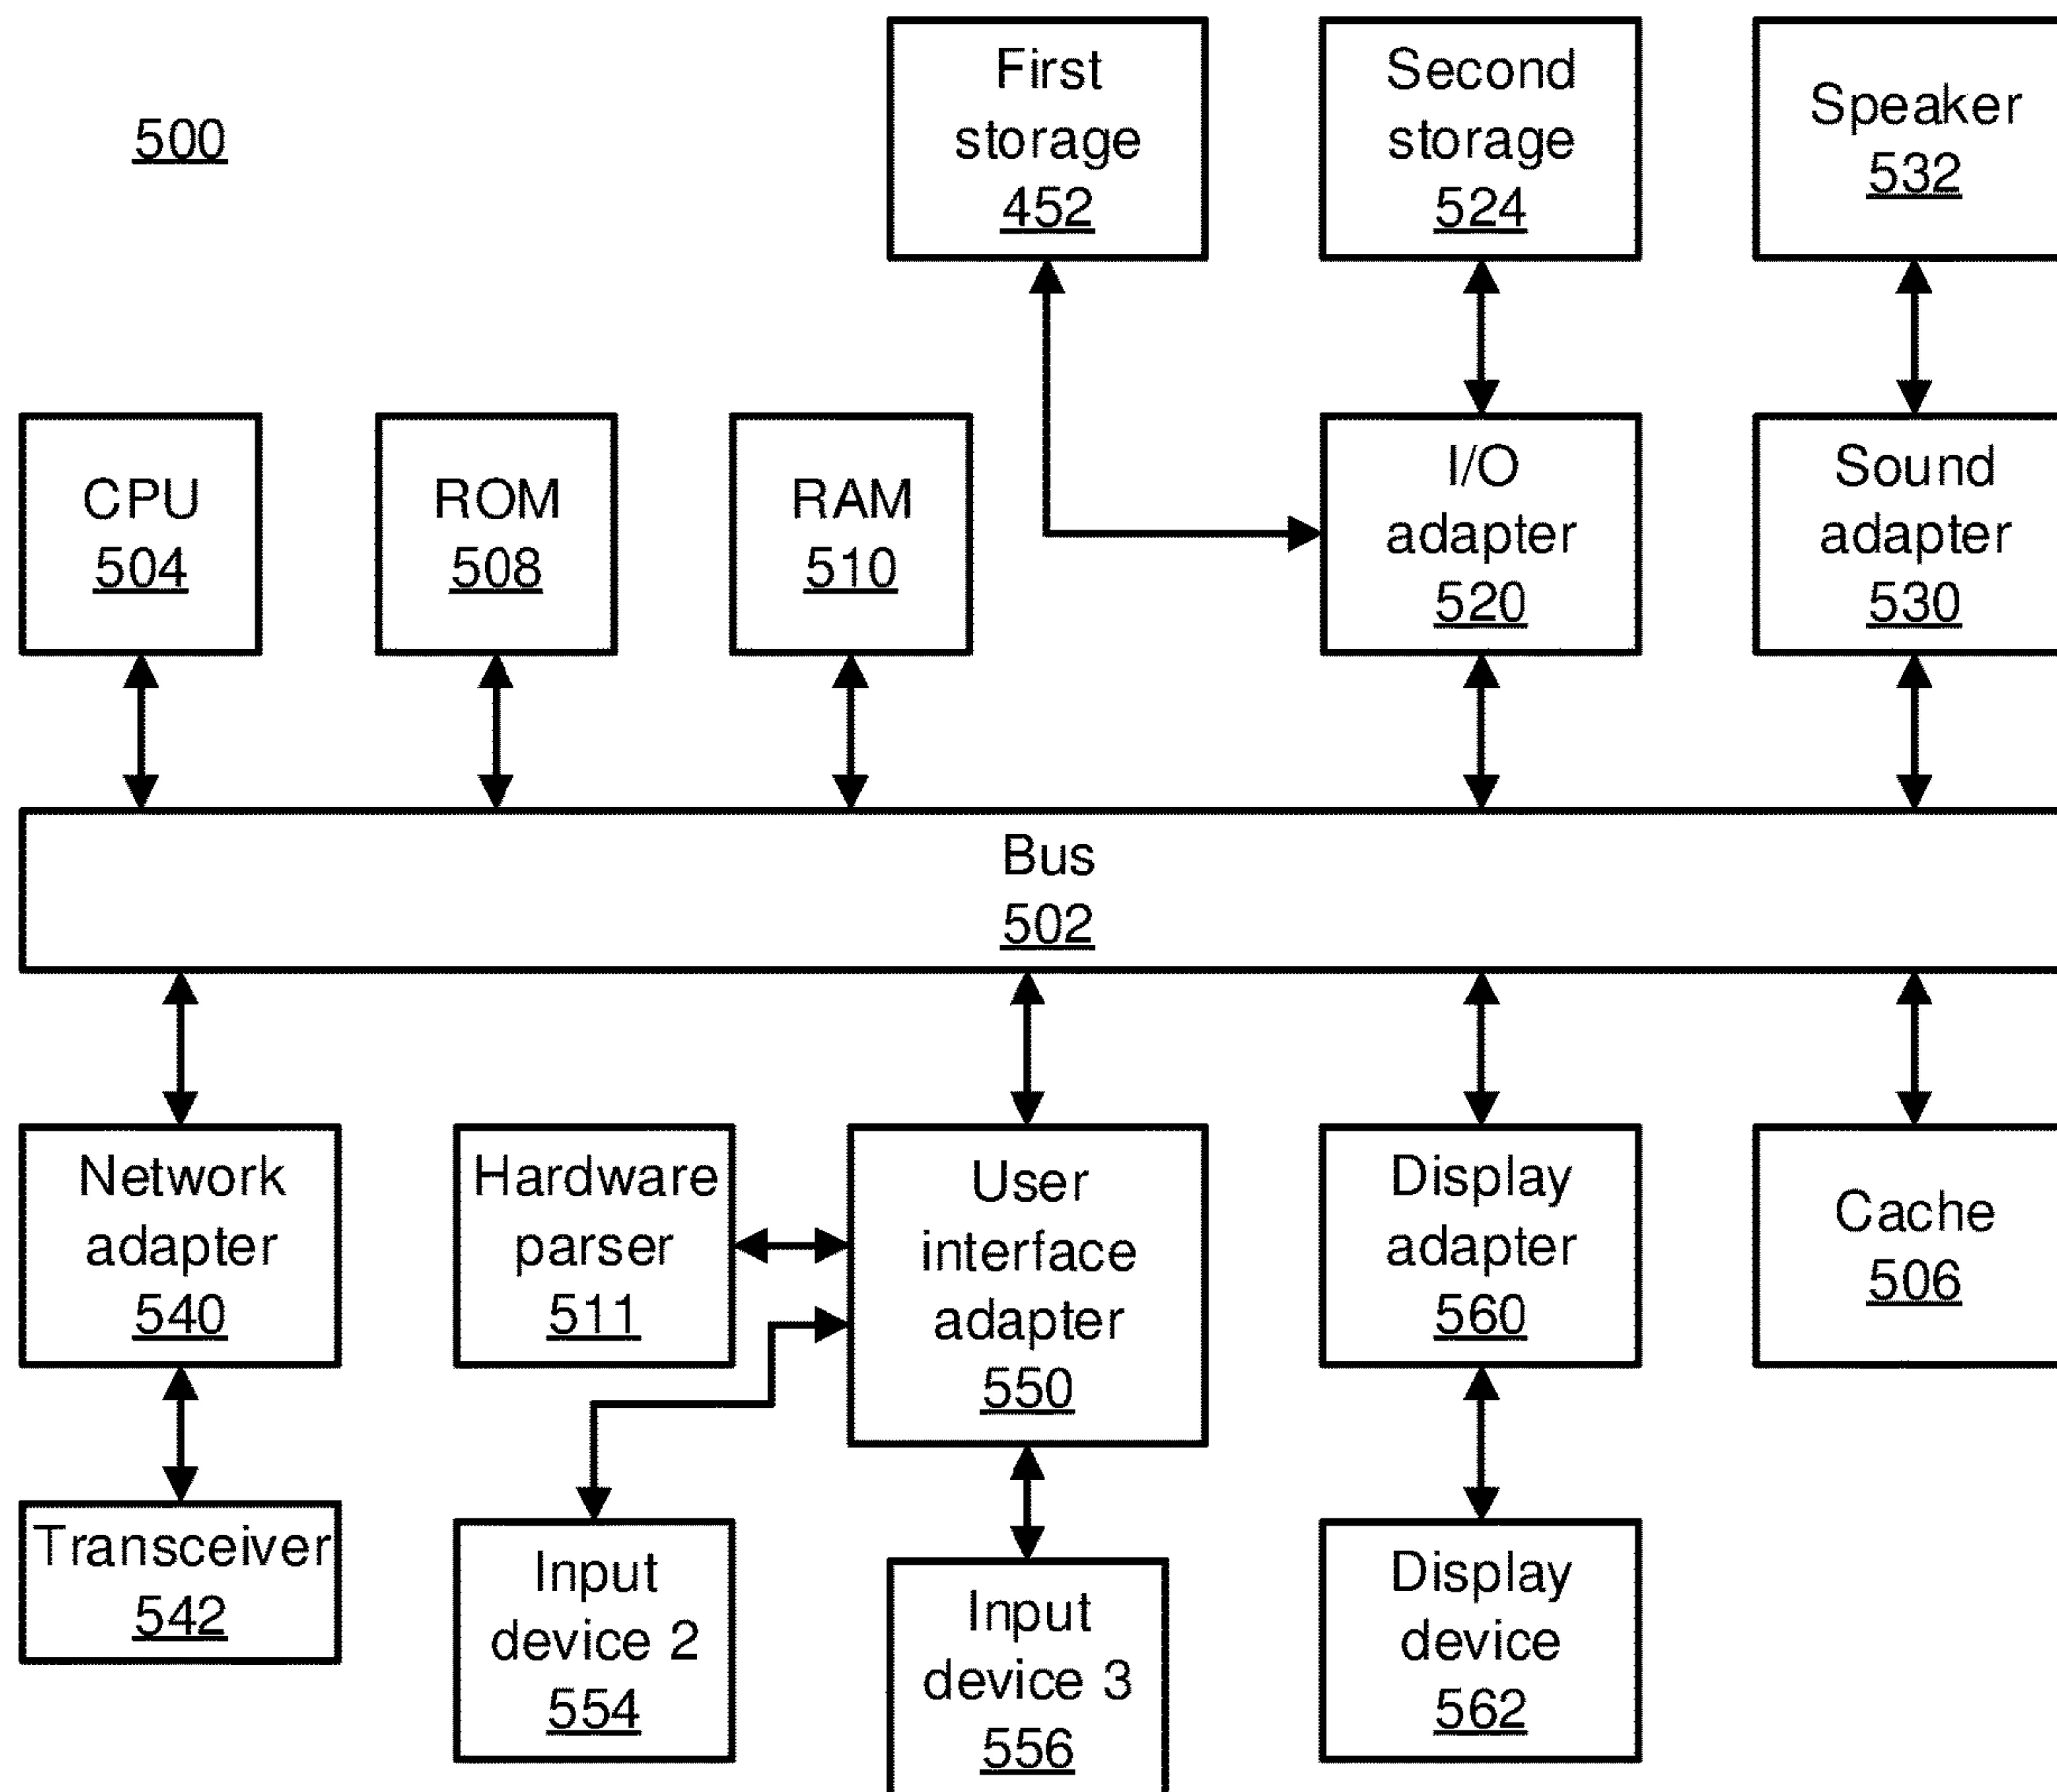 500
First
storage
452
Second
storage
524
Speaker
532
CPU
504
ROM
508
RAM
510
I/O
adapter
520
Sound
adapter
530
Bus
502
Network
adapter
540
Hardware
parser
511
User
interface
adapter
550
Display
adapter
560
Cache
506
Transceiver
542
Input
device 2
554
Input
device 3
556
Display
device
562